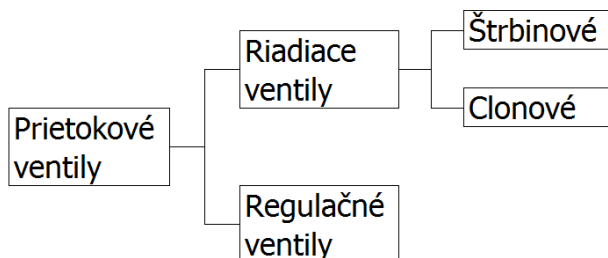 Prietokové
ventily
Riadiace
ventily
Štrbinové
Clonové
Regulačné
ventily